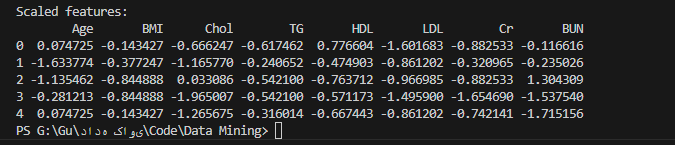 Scaled features:
Age BMI Chol TG HDL LDL Cr BUN
0 0.074725 -0.143427 -0.666247 -0.617462 0.776604 -1.601683 -0.882533 -0.116616
1 -1.633774 -0.377247 -1.165770 -0.240652 -0.474903 -0.861202 -0.320965 -0.235026
2 -1.135462 -0.844888 0.033086 -0.542100 -0.763712 -0.966985 -0.882533 1.304309
3 -0.281213 -0.844888 -1.965007 -0.542100 -0.571173 -1.495900 -1.654690 -1.537540
4 0.074725 -0.143427 -1.265675 -0.316014 -0.667443 -0.861202 -0.742141 -1.715156
PS G:\Gu\داده کاوی\Code\Data Mining>